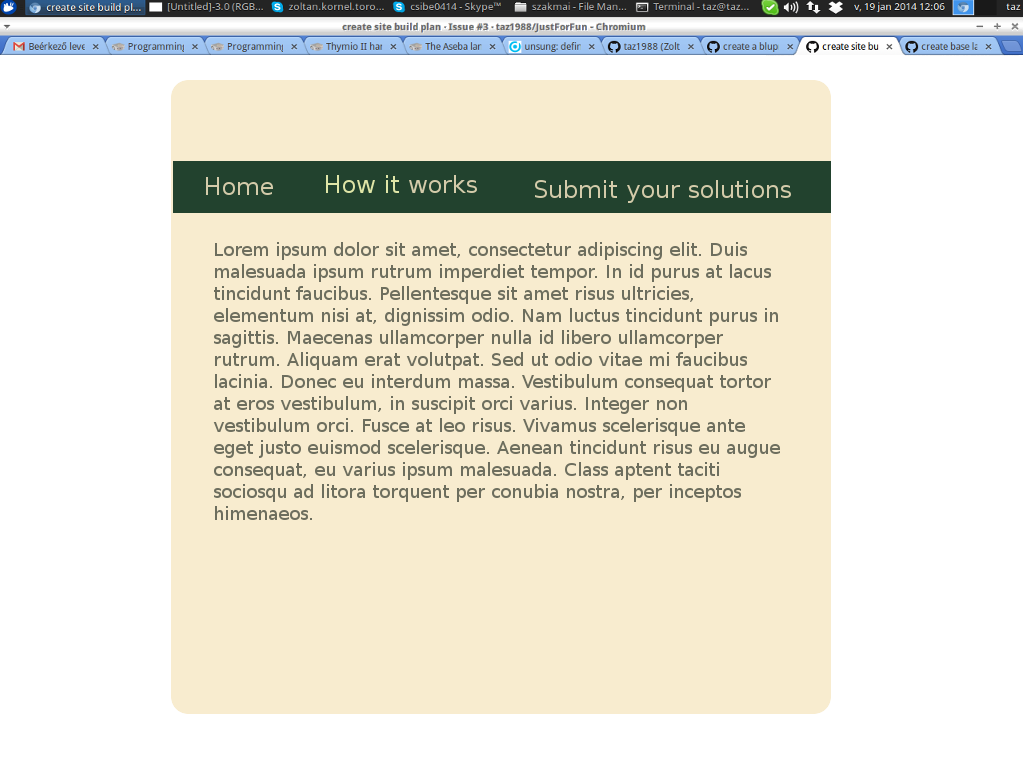 create site build pl... [Untitled]-3.0 (RGB... zoltan.kornel.toro... csibe0414 - Skype™ szakmai - File Man... Terminal - taz@taz... v, 19 jan 2014 12:06 taz
create site build plan · Issue #3 · taz1988/JustForFun - Chromium
Beérkező leve Programming Programming Thymio II har The Aseba lar unsung: defin taz1988 (Zolt create a blup create site bu create base la
Home How it works Submit your solutions
Lorem ipsum dolor sit amet, consectetur adipiscing elit. Duis
malesuada ipsum rutrum imperdiet tempor. In id purus at lacus
tincidunt faucibus. Pellentesque sit amet risus ultricies,
elementum nisi at, dignissim odio. Nam luctus tincidunt purus in
sagittis. Maecenas ullamcorper nulla id libero ullamcorper
rutrum. Aliquam erat volutpat. Sed ut odio vitae mi faucibus
lacinia. Donec eu interdum massa. Vestibulum consequat tortor
at eros vestibulum, in suscipit orci varius. Integer non
vestibulum orci. Fusce at leo risus. Vivamus scelerisque ante
eget justo euismod scelerisque. Aenean tincidunt risus eu augue
consequat, eu varius ipsum malesuada. Class aptent taciti
sociosqu ad litora torquent per conubia nostra, per inceptos
himenaeos.